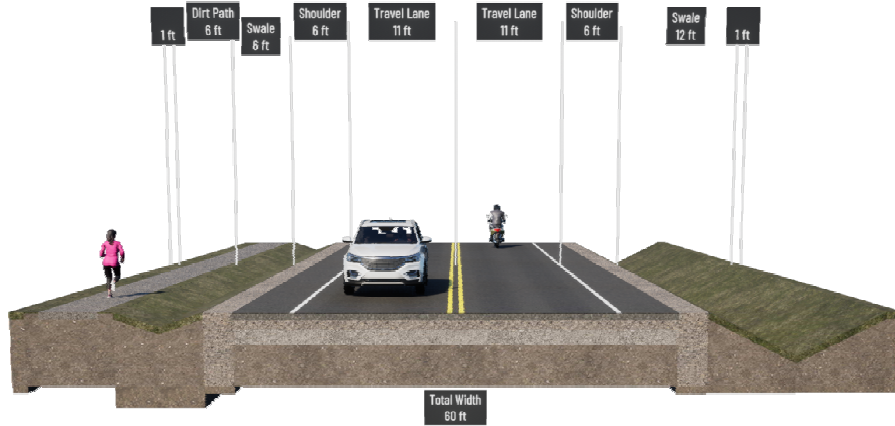 1 ft
Dirt Path
6 ft
Swale
6 ft
Shoulder
6 ft
Travel Lane
11 ft
Travel Lane
11 ft
Shoulder
6 ft
Swale
12 ft
1 ft
Total Width
60 ft